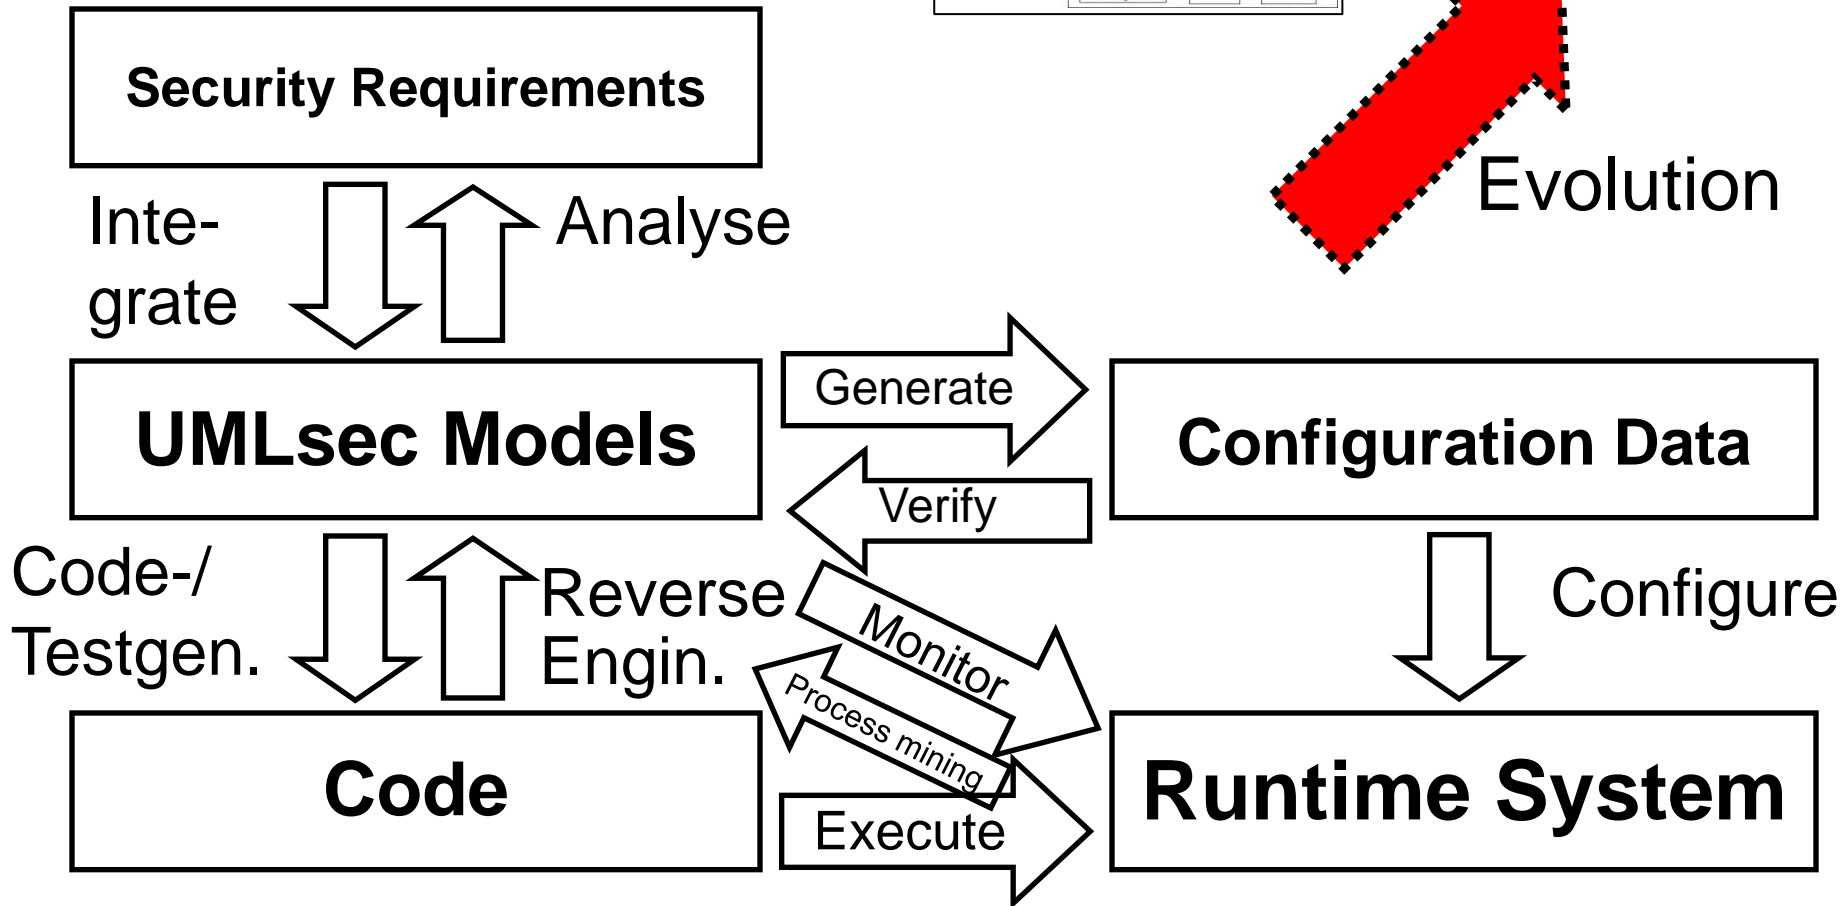 Security Requirements
Evolution
Inte-
grate
Analyse
Generate
UMLsec Models
Configuration Data
Verify
Code-/
Testgen.
Reverse
Engin.
Monitor
Configure
Process mining
Code
Runtime System
Execute